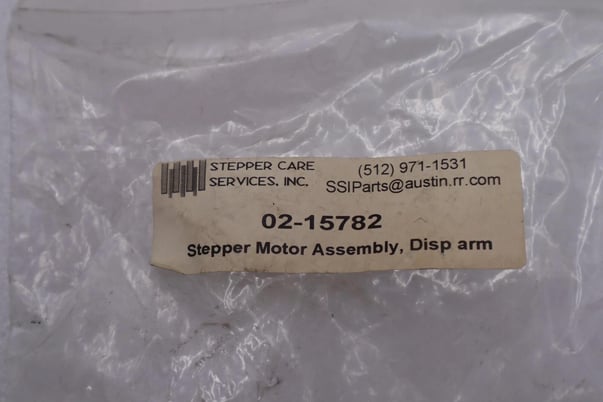 STEPPER CARE
SERVICES, INC.
(512) 971-1531
SSIParts@austin.rr.com
02-15782
Stepper Motor Assembly, Disp arm